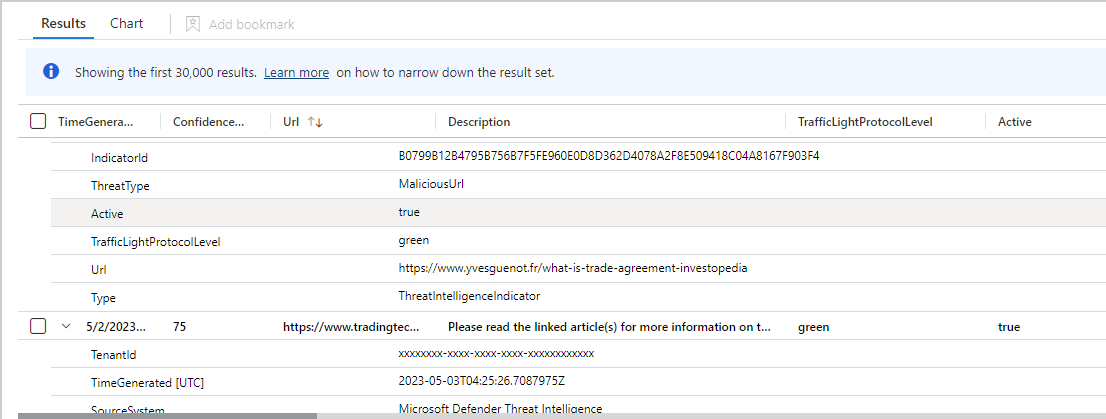 Results Chart Add bookmark
Showing the first 30,000 results. Learn more on how to narrow down the result set.
TimeGenera... Confidence... Url ↑↓ Description TrafficLightProtocolLevel Active
IndicatorId B0799B12B4795B756B7F5FE960E0D8D362D4078A2F8E509418C04A8167F903F4
ThreatType MaliciousUrl
Active true
TrafficLightProtocolLevel green
Url https://www.yvesguenot.fr/what-is-trade-agreement-investopedia
Type ThreatIntelligenceIndicator
5/2/2023... 75 https://www.tradingtec... Please read the linked article(s) for more information on t... green true
TenantId xxxxxxxx-xxxx-xxxx-xxxx-xxxxxxxxxxxx
TimeGenerated [UTC] 2023-05-03T04:25:26.7087975Z
SourceSystem Microsoft Defender Threat Intelligence